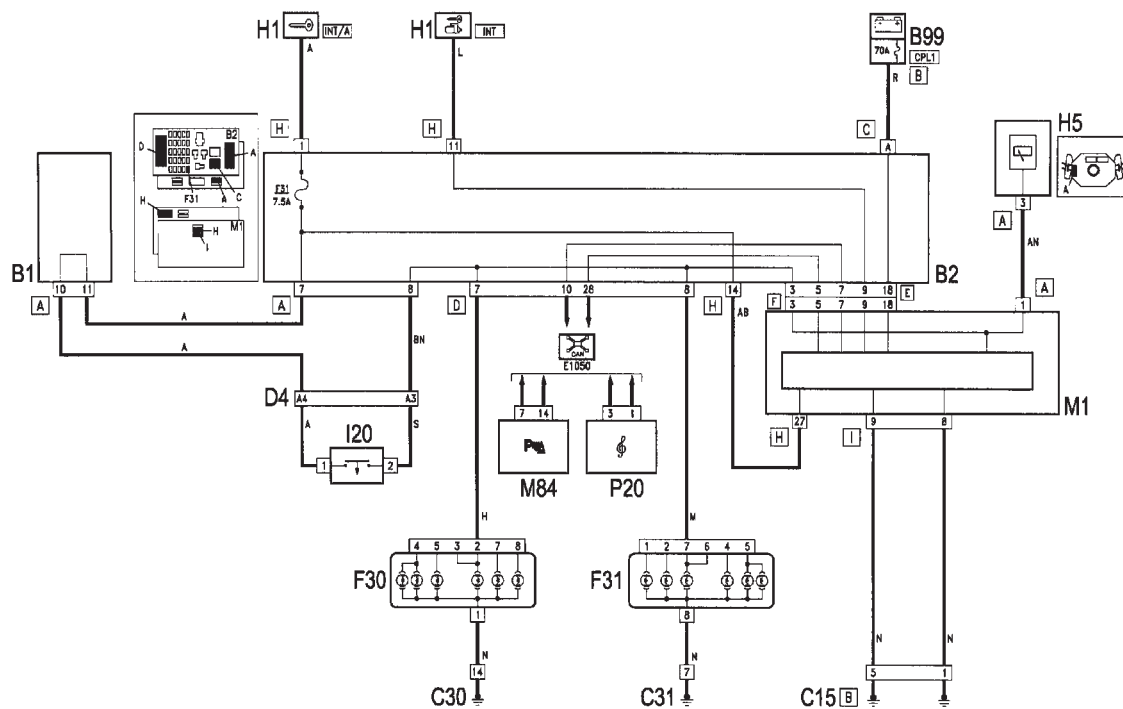 H1 INT/A
A
H1 INT
L
70A B99
CPL1
B
R
H
1
H
11
C
A
H5
A
3
A
AN
A
1
D
B2
A
F31
A
C
H
M1
H
I
F31
7.5A
B1
10 11
A
A
7
8
D
7
10 28
8
H
14
B2
3 5 7 9 18
E
F
3 5 7 9 18
A
A
BN
AB
CAN
E1050
D4
A4
A3
A
S
I20
1
2
7 14
M84
3 1
P20
M1
H
27
I
9
8
H
M
F30
4 5 3 2 7 8
1
F31
1 2 7 6 4 5
8
N
14
C30
N
7
C31
N
N
5
1
C15 B